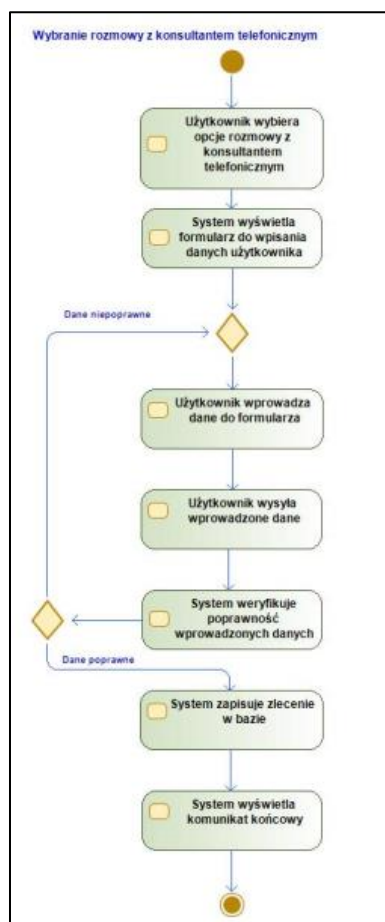 Wybranie rozmowy z konsultantem telefonicznym
Użytkownik wybiera
opcje rozmowy z
konsultantem
telefonicznym
System wyświetla
formularz do wpisania
danych użytkownika
Dane niepoprawne
Użytkownik wprowadza
dane do formularza
Użytkownik wysyła
wprowadzone dane
System weryfikuje
poprawność
wprowadzonych danych
Dane poprawne
System zapisuje zlecenie
w bazie
System wyświetla
komunikat końcowy